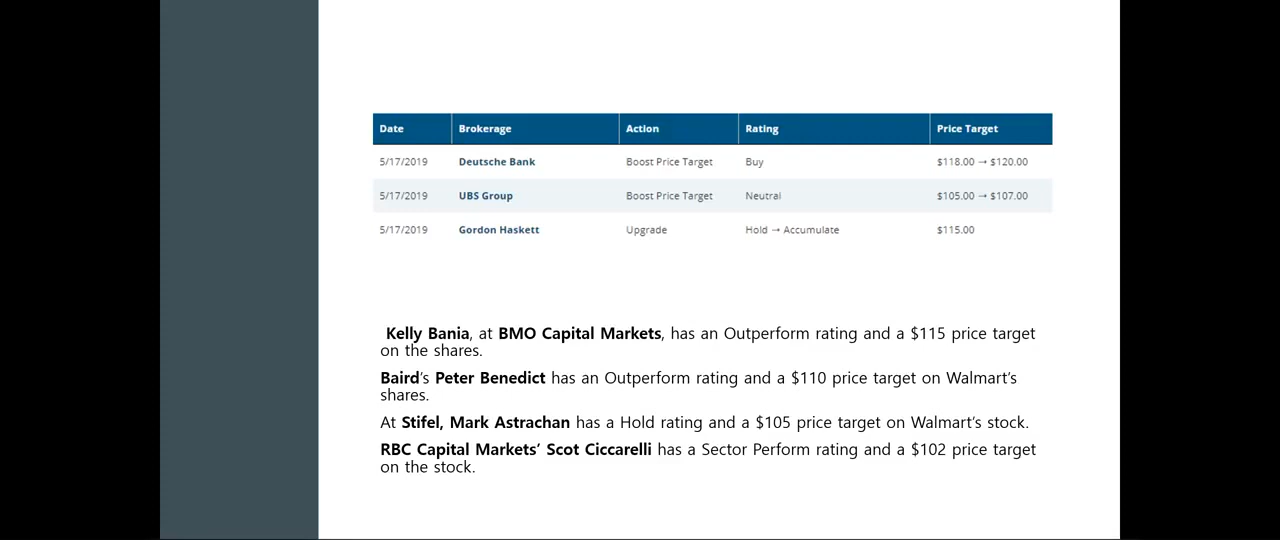 Date Brokerage Action Rating Price Target
5/17/2019 Deutsche Bank Boost Price Target Buy $118.00 → $120.00
5/17/2019 UBS Group Boost Price Target Neutral $105.00 → $107.00
5/17/2019 Gordon Haskett Upgrade Hold → Accumulate $115.00
Kelly Bania, at BMO Capital Markets, has an Outperform rating and a $115 price target
on the shares.
Baird's Peter Benedict has an Outperform rating and a $110 price target on Walmart's
shares.
At Stifel, Mark Astrachan has a Hold rating and a $105 price target on Walmart's stock.
RBC Capital Markets' Scot Ciccarelli has a Sector Perform rating and a $102 price target
on the stock.